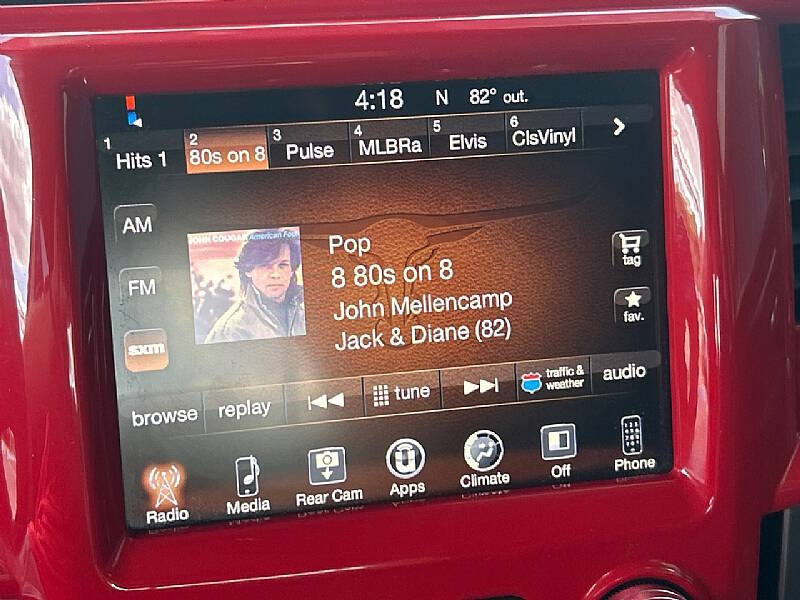 4:18 N 82° out.
1 Hits 1
2 80s on 8
3 Pulse
4 MLBRa
5 Elvis
6 ClsVinyl
AM
FM
sxm
JOHN COUGAR American Fool
Pop
8 80s on 8
John Mellencamp
Jack & Diane (82)
tag
fav.
browse
replay
tune
traffic &
weather
audio
Radio
Media
Rear Cam
Apps
Climate
Off
Phone